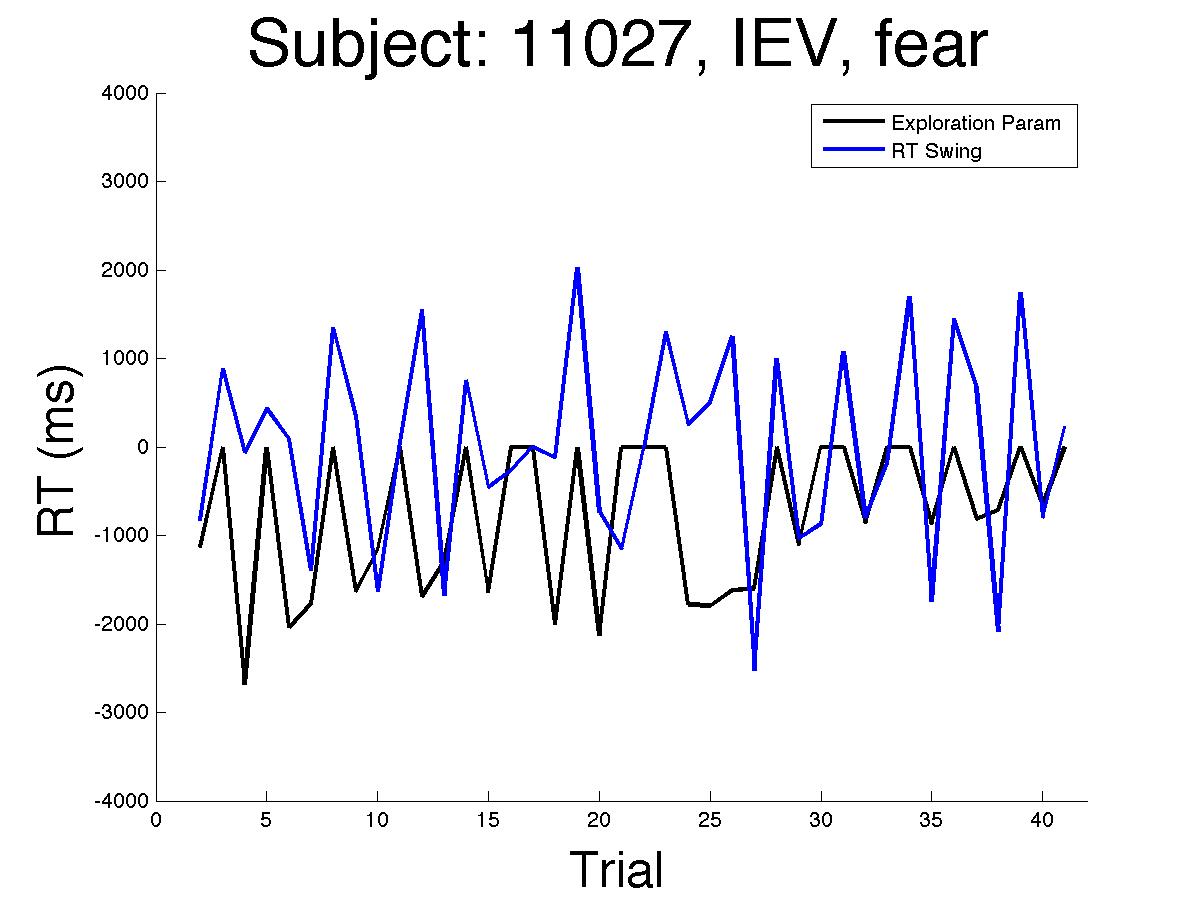 Subject: 11027, IEV, fear
Exploration Param
RT Swing
RT (ms)
4000
3000
2000
1000
0
-1000
-2000
-3000
-4000
0 5 10 15 20 25 30 35 40
Trial